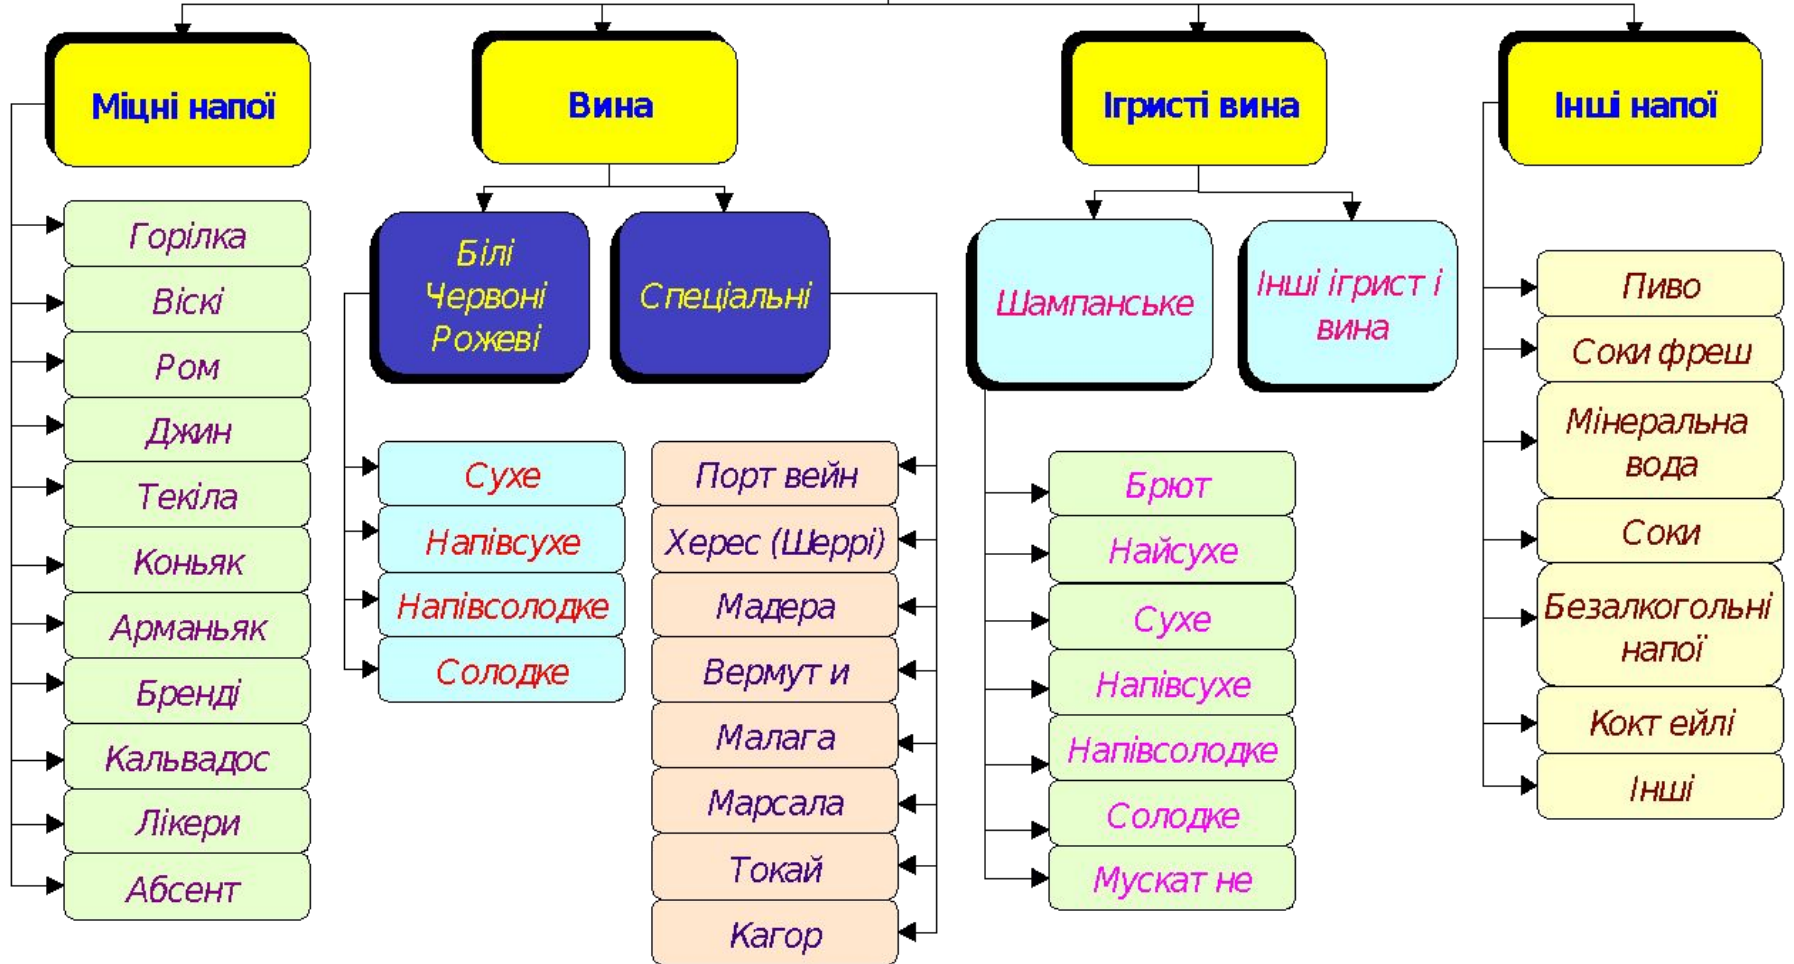 Міцні напої
Вина
Ігристі вина
Інші напої
Горілка
Віскі
Ром
Джин
Текіла
Коньяк
Арманьяк
Бренді
Кальвадос
Лікери
Абсент
Білі
Червоні
Рожеві
Спеціальні
Сухе
Напівсухе
Напівсолодке
Солодке
Порт вейн
Херес (Шеррі)
Мадера
Вермут и
Малага
Марсала
Токай
Кагор
Шампанське
Інші ігрист і
вина
Брют
Найсухе
Сухе
Напівсухе
Напівсолодке
Солодке
Мускат не
Пиво
Соки фреш
Мінеральна
вода
Соки
Безалкогольні
напої
Кокт ейлі
Інші